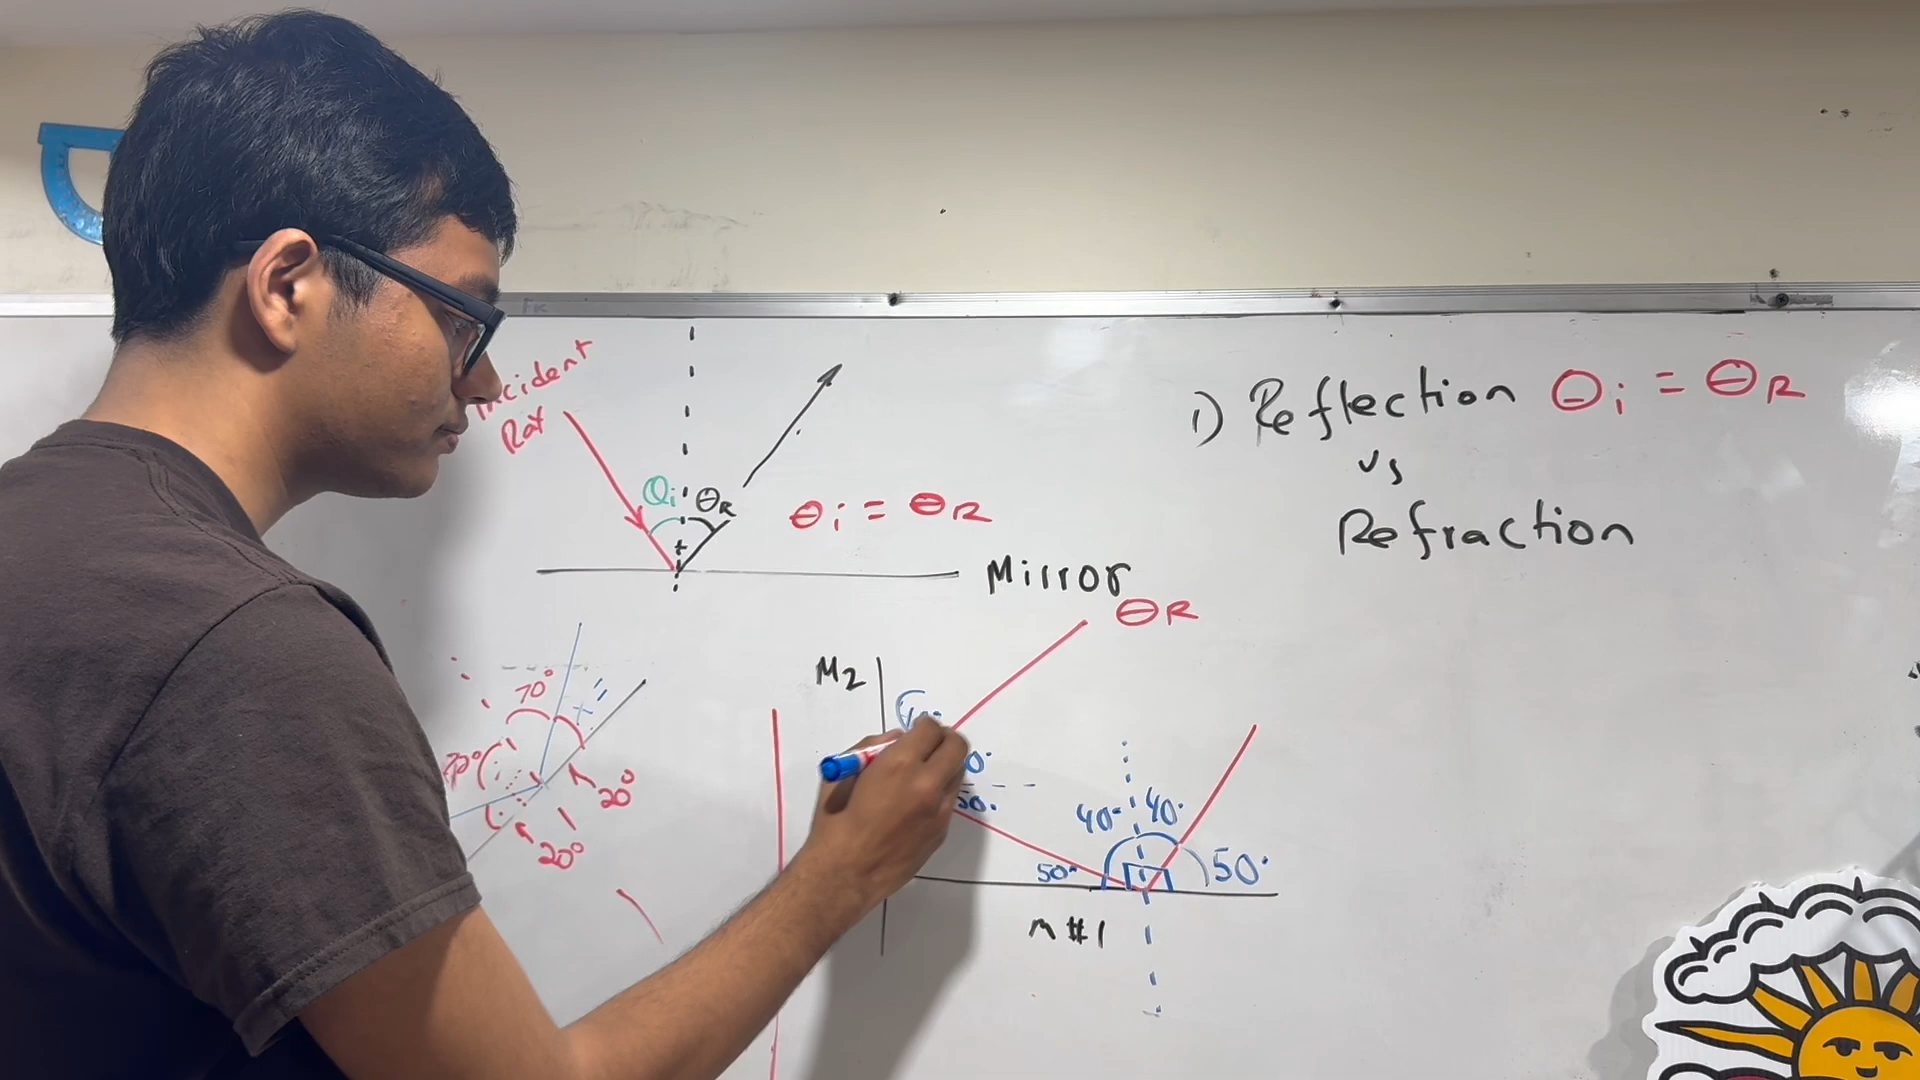 Incident
Ray
θi
θR
θi = θR
Mirror
1) Reflection θi = θR
vs
Refraction
θR
M2
70°
20°
20°
50°
40° 40°
50°
50°
M #1